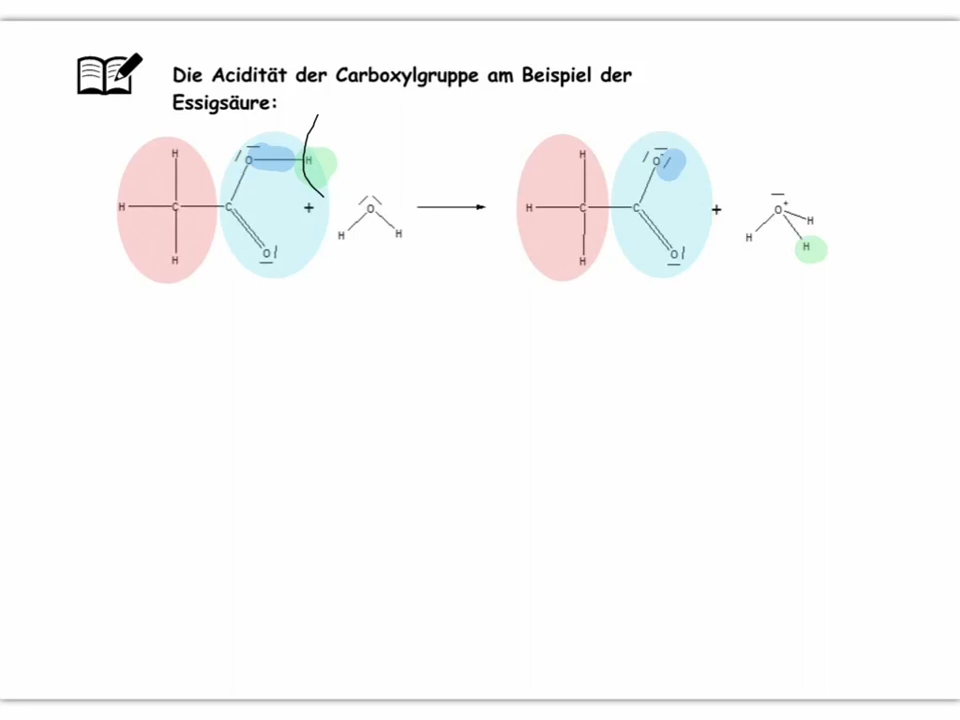 Die Acidität der Carboxylgruppe am Beispiel der
Essigsäure:
H H
O H
H C C + O
H H
H O
H
O
H C C + O +
H H
H O H